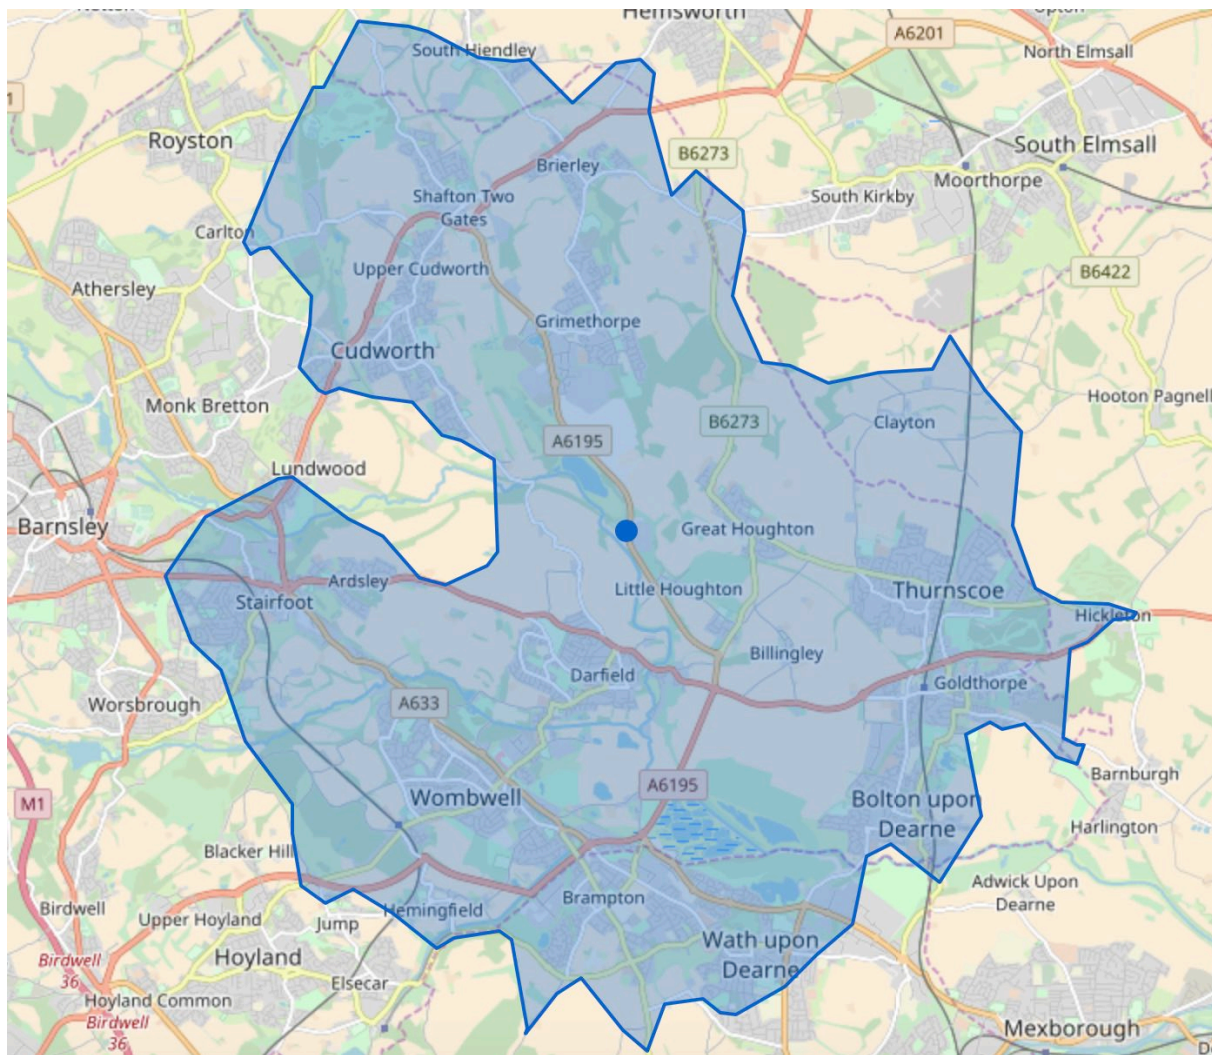 Hemsworth
South Hiendley
A6201
North Elmsall
1
Royston
B6273
South Elmsall
Brierley
Moorthorpe
Shafton Two
Gates
South Kirkby
Carlton
Upper Cudworth
B6422
Athersley
Grimethorpe
Cudworth
Hooton Pagnell
Monk Bretton
B6273
Clayton
A6195
Lundwood
Barnsley
Great Houghton
Ardsley
Little Houghton
Thurnscoe
Stairfoot
Hickleton
Billingley
Darfield
Goldthorpe
Worsbrough
A633
A6195
Barnburgh
M1
Wombwell
Bolton upon
Dearne
Harlington
Blacker Hill
Adwick Upon
Dearne
Brampton
Birdwell
Upper Hoyland
Jump
Hemingfield
Wath upon
Dearne
Hoyland
Birdwell
36
Elsecar
Hoyland Common
Birdwell
36
Mexborough